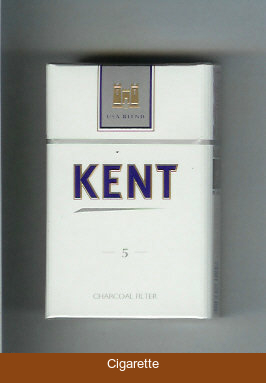 USA BLEND
KENT
5
CHARCOAL FILTER
Cigarette